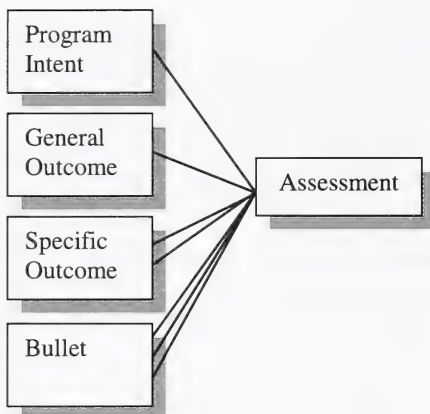 Program
Intent
General
Outcome
Assessment
Specific
Outcome
Bullet